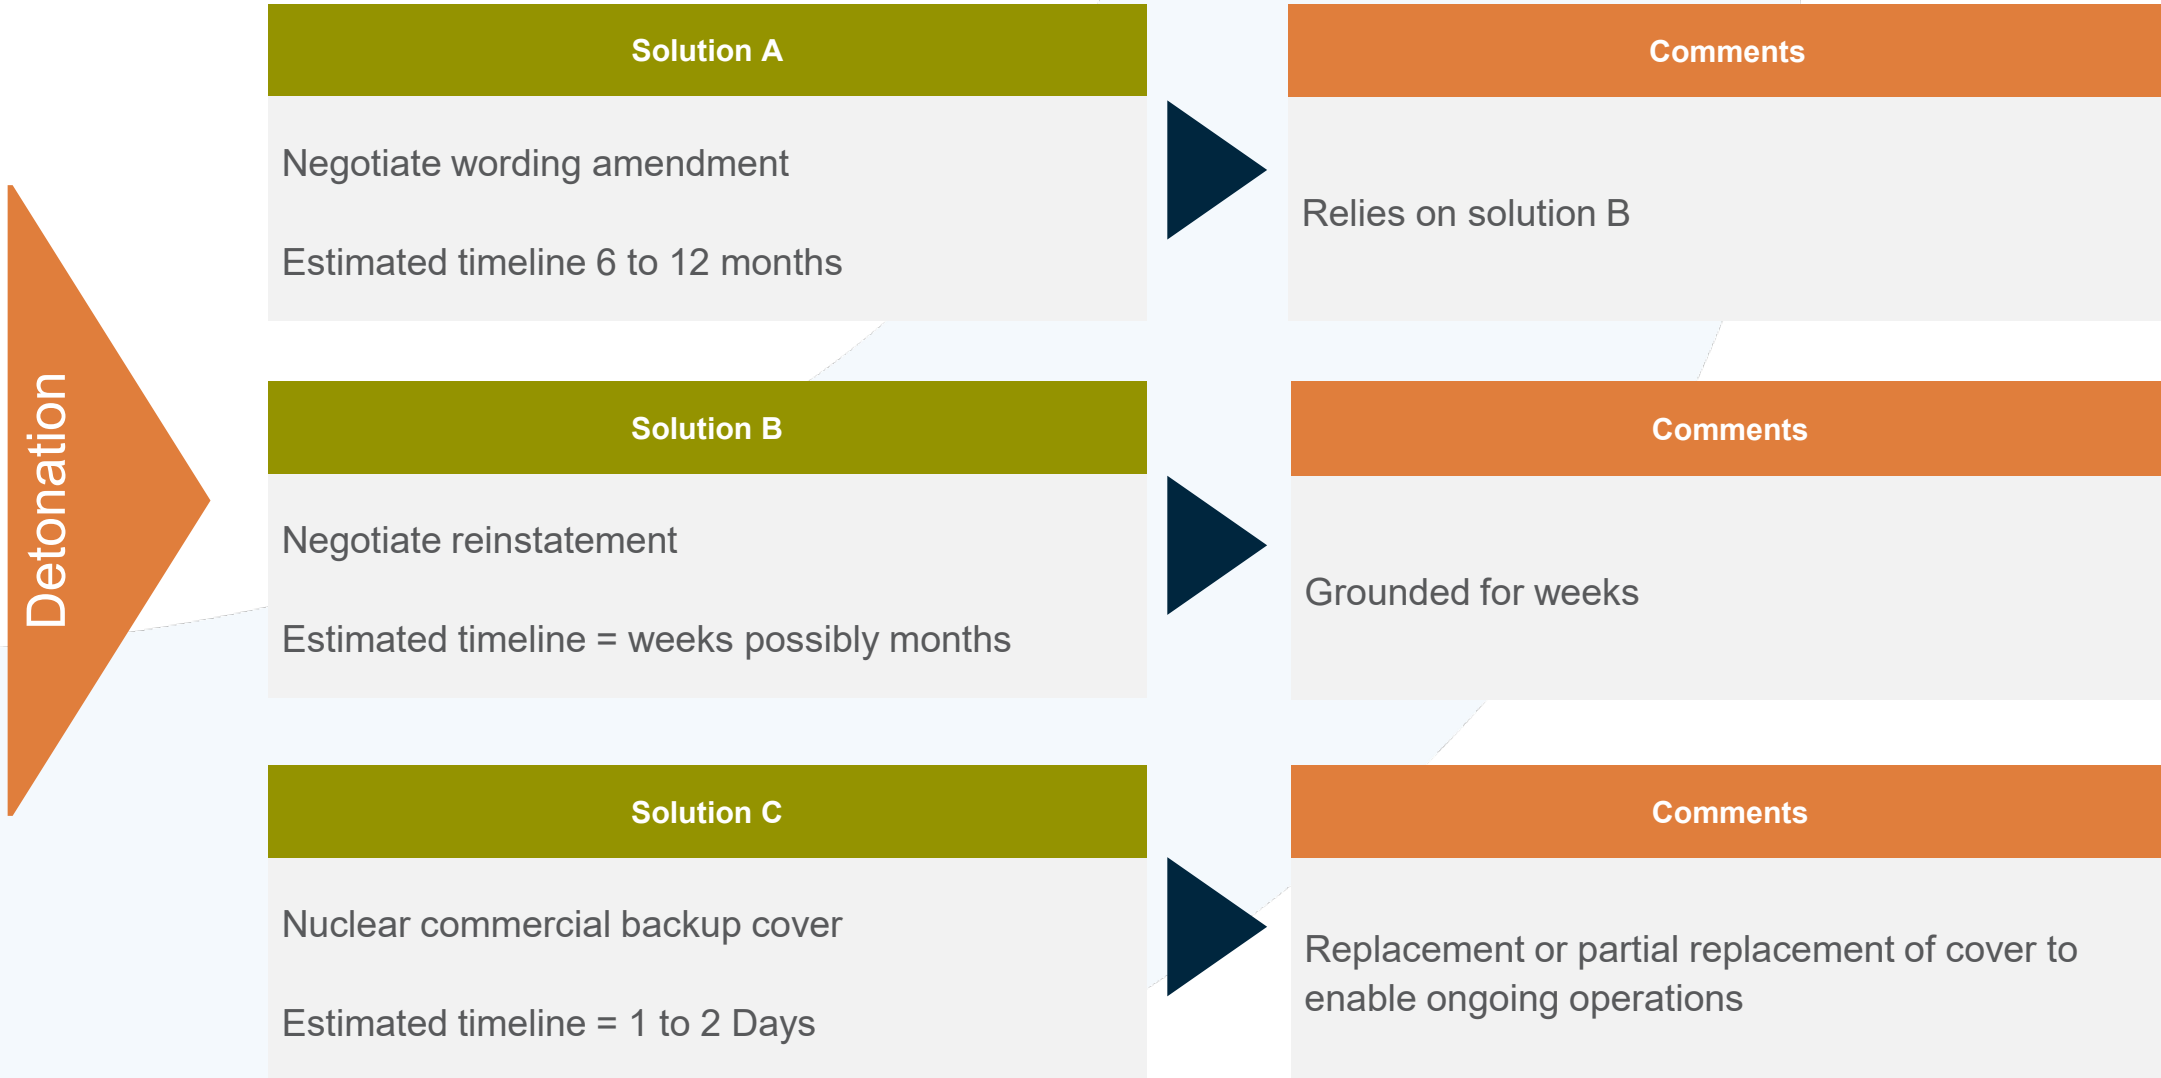 Detonation
Solution A
Negotiate wording amendment
Estimated timeline 6 to 12 months
Comments
Relies on solution B
Solution B
Negotiate reinstatement
Estimated timeline = weeks possibly months
Comments
Grounded for weeks
Solution C
Nuclear commercial backup cover
Estimated timeline = 1 to 2 Days
Comments
Replacement or partial replacement of cover to
enable ongoing operations